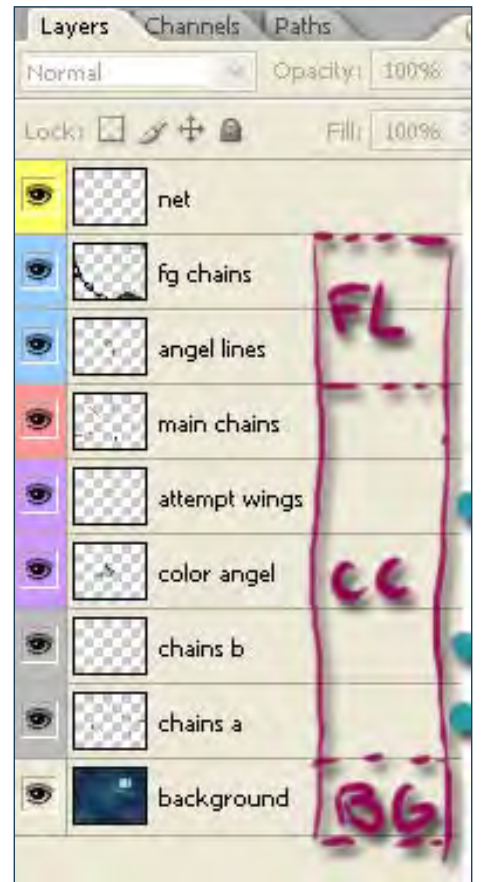 Layers Channels Paths
Normal Opacity: 100%
Lock: Fill: 100%
net
fg chains
FL
angel lines
main chains
attempt wings
color angel
CC
chains b
chains a
background
BG